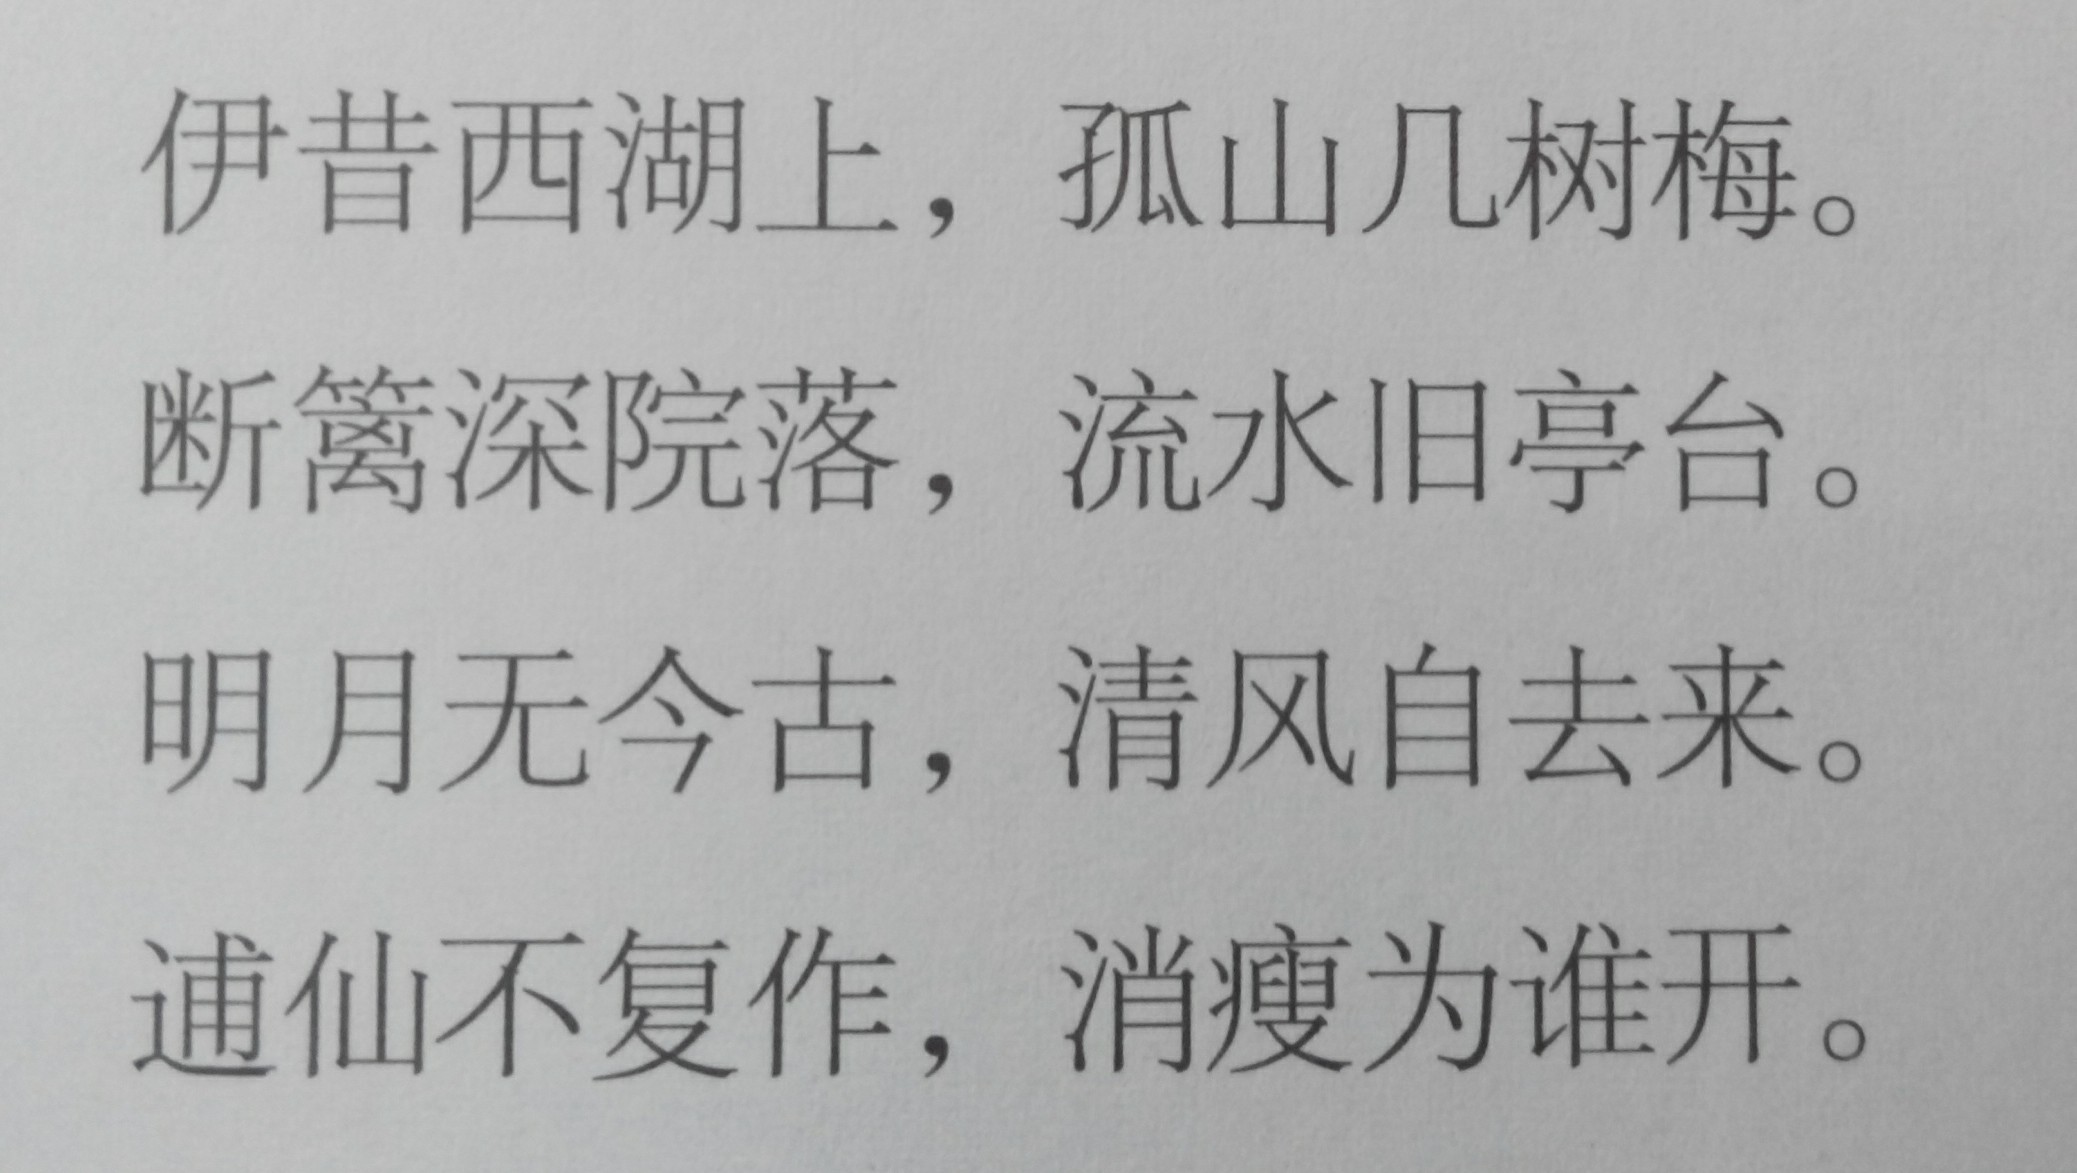 伊昔西湖上，孤山几树梅。
断篱深院落，流水旧亭台。
明月无今古，清风自去来。
逋仙不复作，消瘦为谁开。